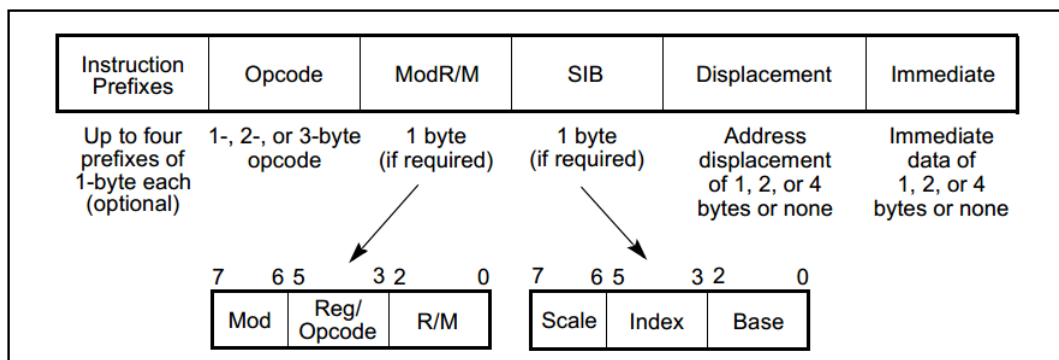 Instruction
Prefixes
Opcode
ModR/M
SIB
Displacement
Immediate
Up to four
prefixes of
1-byte each
(optional)
1-, 2-, or 3-byte
opcode
1 byte
(if required)
1 byte
(if required)
Address
displacement
of 1, 2, or 4
bytes or none
Immediate
data of
1, 2, or 4
bytes or none
7 6 5 3 2 0
Mod
Reg/
Opcode
R/M
7 6 5 3 2 0
Scale
Index
Base